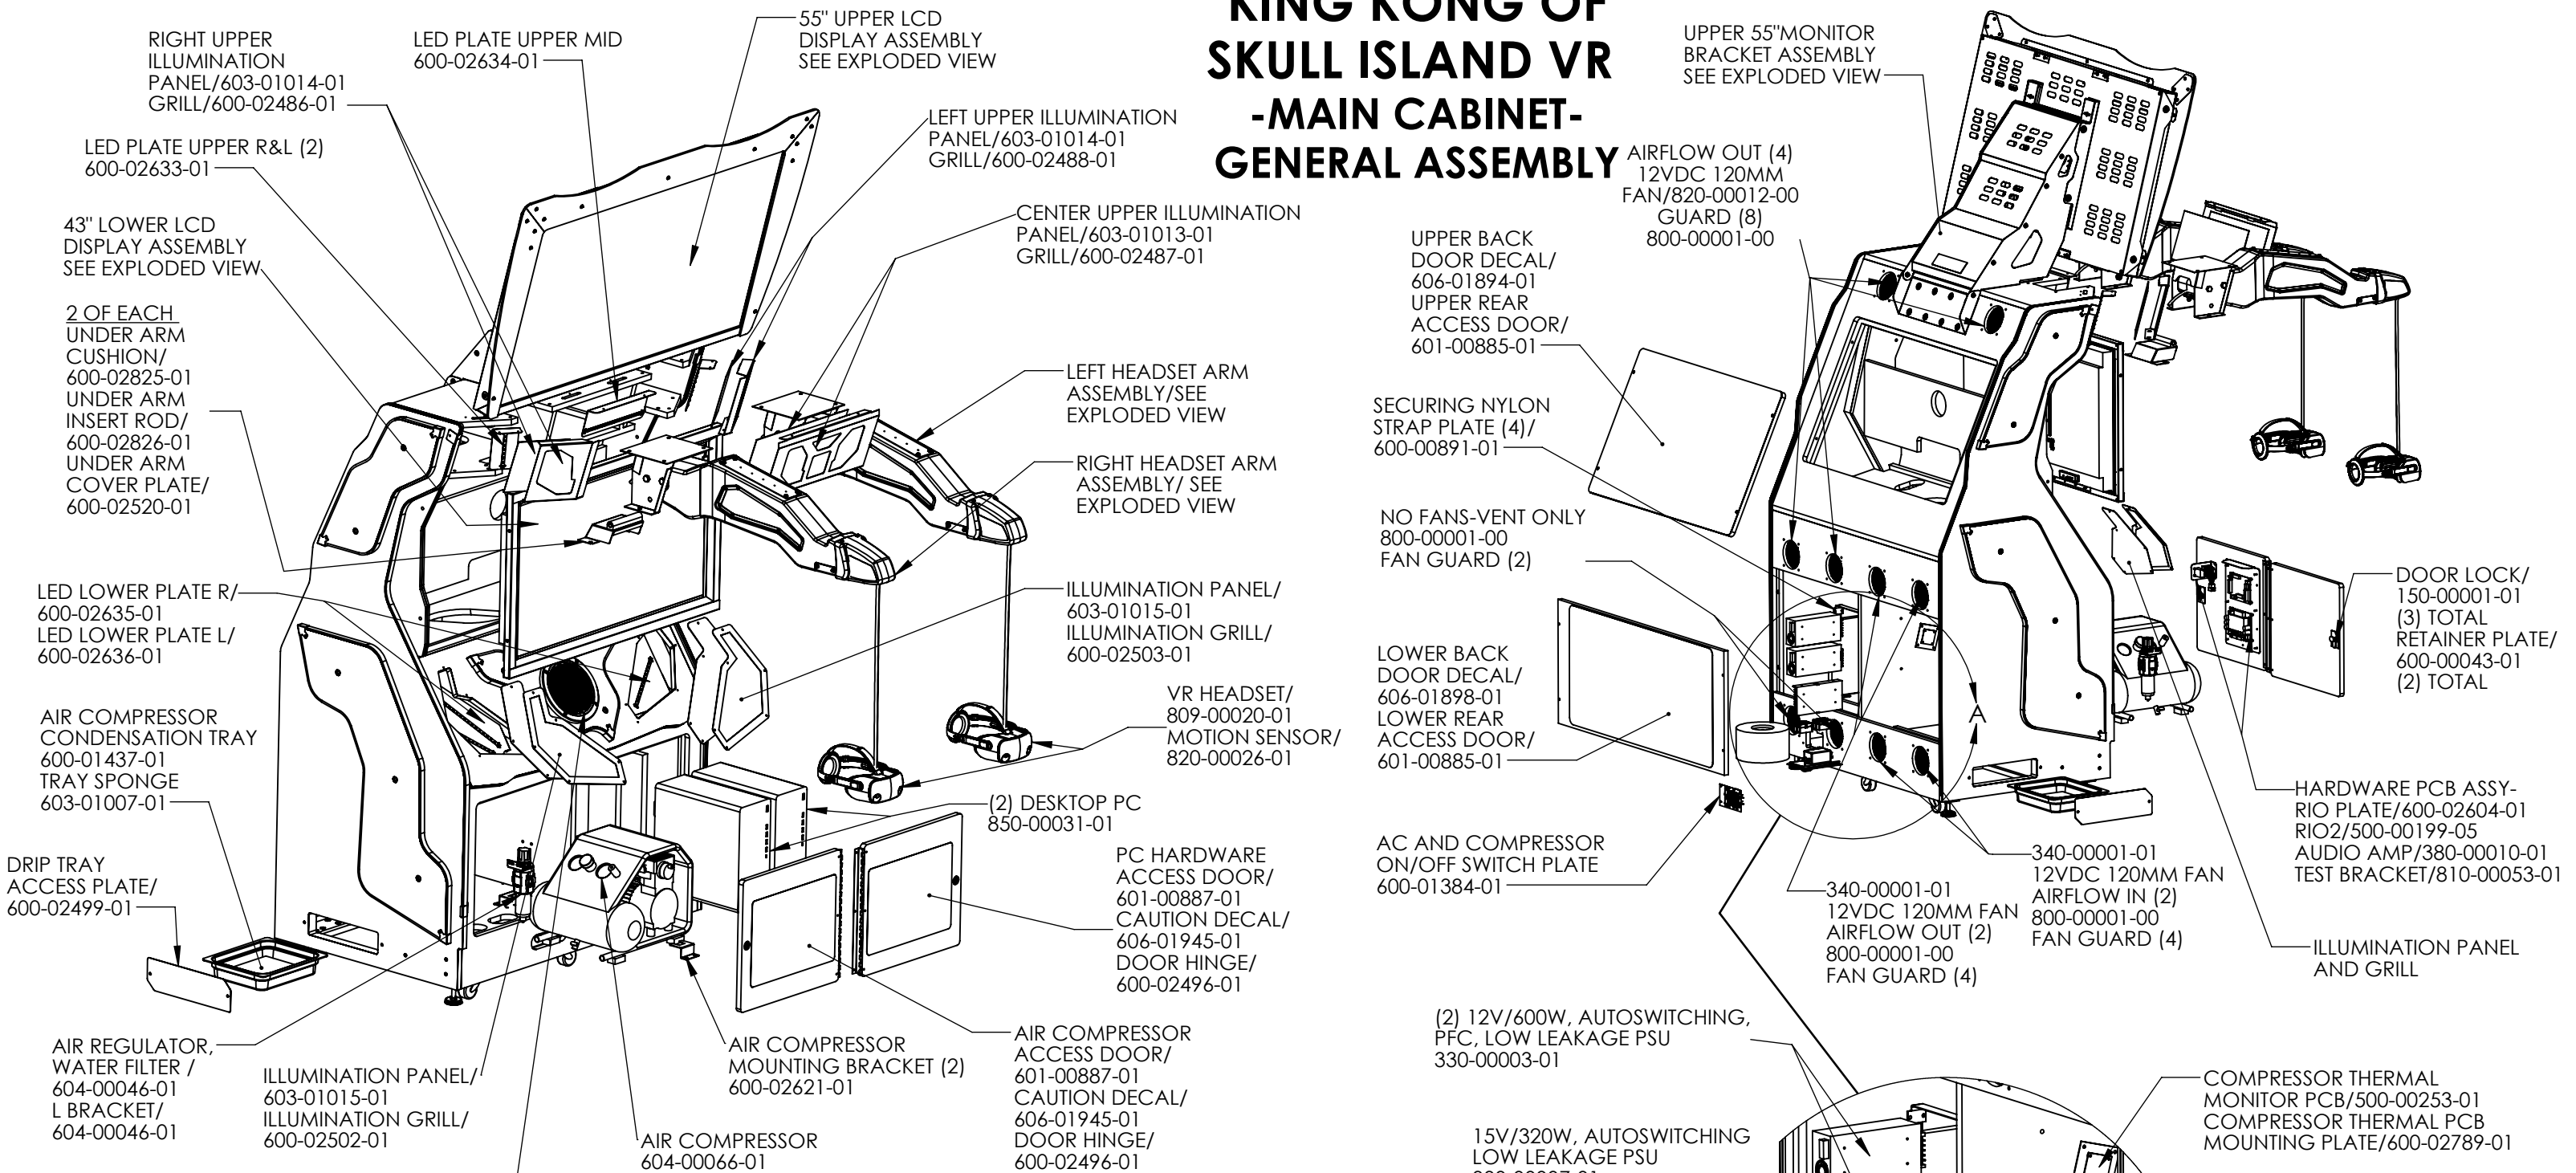 KING KONG OF
SKULL ISLAND VR
-MAIN CABINET-
GENERAL ASSEMBLY
RIGHT UPPER
ILLUMINATION
PANEL/603-01014-01
GRILL/600-02486-01
LED PLATE UPPER MID
600-02634-01
55" UPPER LCD
DISPLAY ASSEMBLY
SEE EXPLODED VIEW
LED PLATE UPPER R&L (2)
600-02633-01
LEFT UPPER ILLUMINATION
PANEL/603-01014-01
GRILL/600-02488-01
43" LOWER LCD
DISPLAY ASSEMBLY
SEE EXPLODED VIEW
CENTER UPPER ILLUMINATION
PANEL/603-01013-01
GRILL/600-02487-01
2 OF EACH
UNDER ARM
CUSHION/
600-02825-01
UNDER ARM
INSERT ROD/
600-02826-01
UNDER ARM
COVER PLATE/
600-02520-01
LEFT HEADSET ARM
ASSEMBLY/SEE
EXPLODED VIEW
RIGHT HEADSET ARM
ASSEMBLY/ SEE
EXPLODED VIEW
LED LOWER PLATE R/
600-02635-01
LED LOWER PLATE L/
600-02636-01
ILLUMINATION PANEL/
603-01015-01
ILLUMINATION GRILL/
600-02503-01
AIR COMPRESSOR
CONDENSATION TRAY
600-01437-01
TRAY SPONGE
603-01007-01
VR HEADSET/
809-00020-01
MOTION SENSOR/
820-00026-01
(2) DESKTOP PC
850-00031-01
DRIP TRAY
ACCESS PLATE/
600-02499-01
PC HARDWARE
ACCESS DOOR/
601-00887-01
CAUTION DECAL/
606-01945-01
DOOR HINGE/
600-02496-01
AIR REGULATOR,
WATER FILTER /
604-00046-01
L BRACKET/
604-00046-01
ILLUMINATION PANEL/
603-01015-01
ILLUMINATION GRILL/
600-02502-01
AIR COMPRESSOR
MOUNTING BRACKET (2)
600-02621-01
AIR COMPRESSOR
604-00066-01
AIR COMPRESSOR
ACCESS DOOR/
601-00887-01
CAUTION DECAL/
606-01945-01
DOOR HINGE/
600-02496-01
UPPER 55"MONITOR
BRACKET ASSEMBLY
SEE EXPLODED VIEW
AIRFLOW OUT (4)
12VDC 120MM
FAN/820-00012-00
GUARD (8)
800-00001-00
UPPER BACK
DOOR DECAL/
606-01894-01
UPPER REAR
ACCESS DOOR/
601-00885-01
SECURING NYLON
STRAP PLATE (4)/
600-00891-01
NO FANS-VENT ONLY
800-00001-00
FAN GUARD (2)
LOWER BACK
DOOR DECAL/
606-01898-01
LOWER REAR
ACCESS DOOR/
601-00885-01
AC AND COMPRESSOR
ON/OFF SWITCH PLATE
600-01384-01
A
DOOR LOCK/
150-00001-01
(3) TOTAL
RETAINER PLATE/
600-00043-01
(2) TOTAL
HARDWARE PCB ASSY-
RIO PLATE/600-02604-01
RIO2/500-00199-05
AUDIO AMP/380-00010-01
TEST BRACKET/810-00053-01
340-00001-01
12VDC 120MM FAN
AIRFLOW OUT (2)
800-00001-00
FAN GUARD (4)
340-00001-01
12VDC 120MM FAN
AIRFLOW IN (2)
800-00001-00
FAN GUARD (4)
ILLUMINATION PANEL
AND GRILL
(2) 12V/600W, AUTOSWITCHING,
PFC, LOW LEAKAGE PSU
330-00003-01
15V/320W, AUTOSWITCHING
LOW LEAKAGE PSU
COMPRESSOR THERMAL
MONITOR PCB/500-00253-01
COMPRESSOR THERMAL PCB
MOUNTING PLATE/600-02789-01